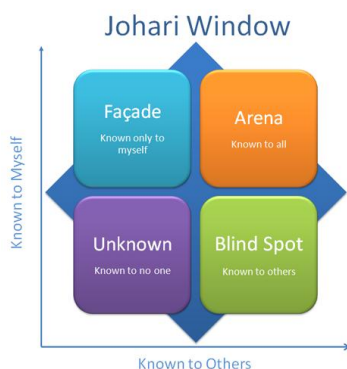 Johari Window
Known to Myself
Façade
Known only to
myself
Arena
Known to all
Unknown
Known to no one
Blind Spot
Known to others
Known to Others